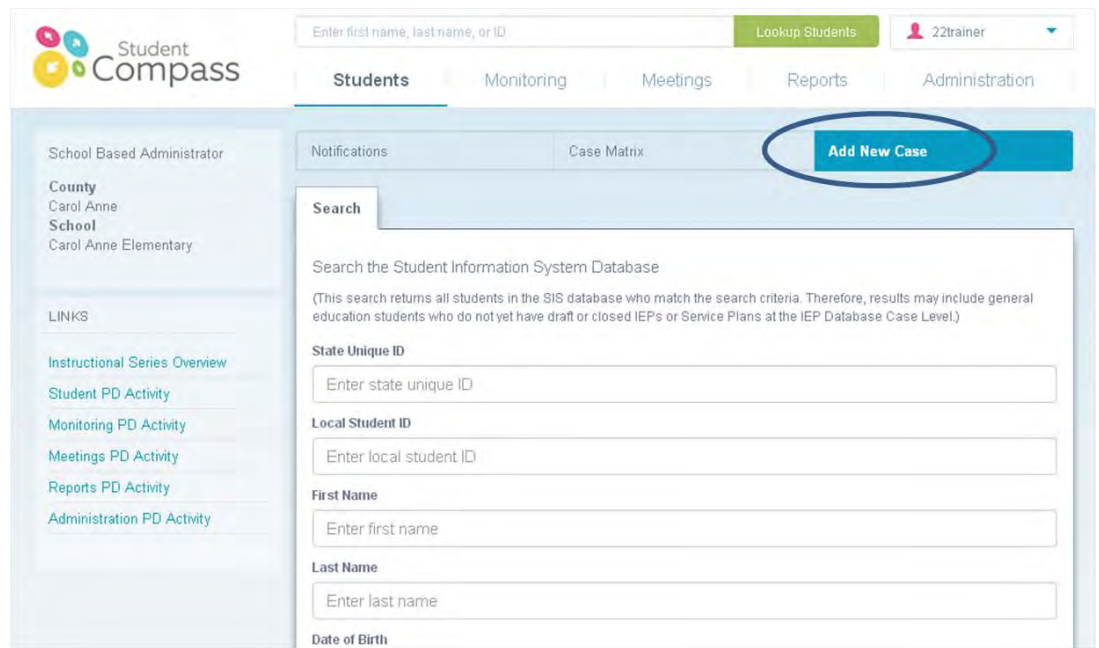 Student
Compass
Enter first name, last name, or ID
Lookup Students
22trainer
Students
Monitoring
Meetings
Reports
Administration
School Based Administrator
County
Carol Anne
School
Carol Anne Elementary
LINKS
Instructional Series Overview
Student PD Activity
Monitoring PD Activity
Meetings PD Activity
Reports PD Activity
Administration PD Activity
Notifications
Case Matrix
Add New Case
Search
Search the Student Information System Database
(This search returns all students in the SIS database who match the search criteria. Therefore, results may include general
education students who do not yet have draft or closed IEPs or Service Plans at the IEP Database Case Level.)
State Unique ID
Enter state unique ID
Local Student ID
Enter local student ID
First Name
Enter first name
Last Name
Enter last name
Date of Birth